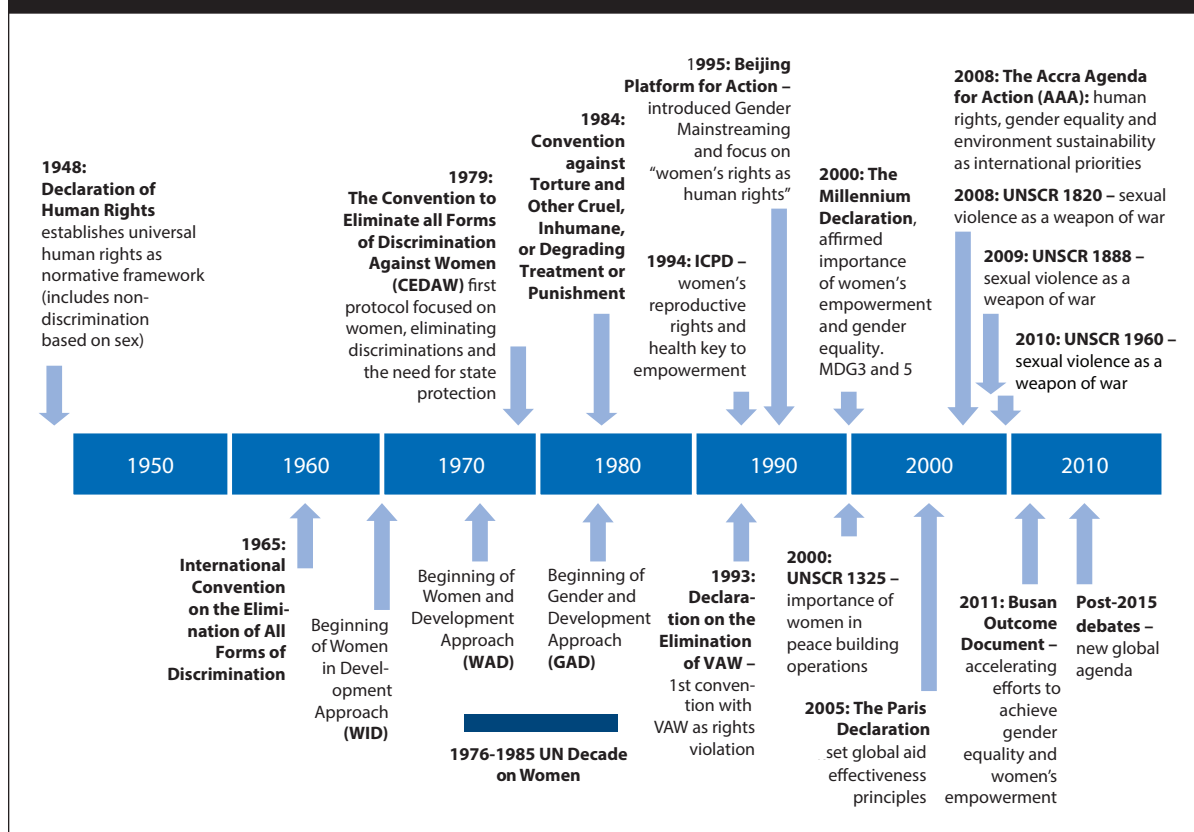 1948:
Declaration of
Human Rights
establishes universal
human rights as
normative framework
(includes non-
discrimination
based on sex)
1979:
The Convention to
Eliminate all Forms
of Discrimination
Against Women
(CEDAW) first
protocol focused on
women, eliminating
discriminations and
the need for state
protection
1984:
Convention
against
Torture and
Other Cruel,
Inhumane,
or Degrading
Treatment or
Punishment
1995: Beijing
Platform for Action –
introduced Gender
Mainstreaming
and focus on
“women’s rights as
human rights”
1994: ICPD –
women’s
reproductive
rights and
health key to
empowerment
2000: The
Millennium
Declaration,
affirmed
importance
of women’s
empowerment
and gender
equality.
MDG3 and 5
2008: The Accra Agenda
for Action (AAA): human
rights, gender equality and
environment sustainability
as international priorities
2008: UNSCR 1820 – sexual
violence as a weapon of war
2009: UNSCR 1888 –
sexual violence as a
weapon of war
2010: UNSCR 1960 –
sexual violence as a
weapon of war
1950 1960 1970 1980 1990 2000 2010
1965:
International
Convention
on the Elimi-
nation of All
Forms of
Discrimination
Beginning
of Women
in Devel-
opment
Approach
(WID)
Beginning of
Women and
Development
Approach
(WAD)
Beginning of
Gender and
Development
Approach
(GAD)
1976-1985 UN Decade
on Women
1993:
Declara-
tion on the
Elimination
of VAW –
1st conven-
tion with
VAW as rights
violation
2000:
UNSCR 1325 –
importance of
women in
peace building
operations
2005: The Paris
Declaration
set global aid
effectiveness
principles
2011: Busan
Outcome
Document –
accelerating
efforts to
achieve
gender
equality and
women’s
empowerment
Post-2015
debates –
new global
agenda